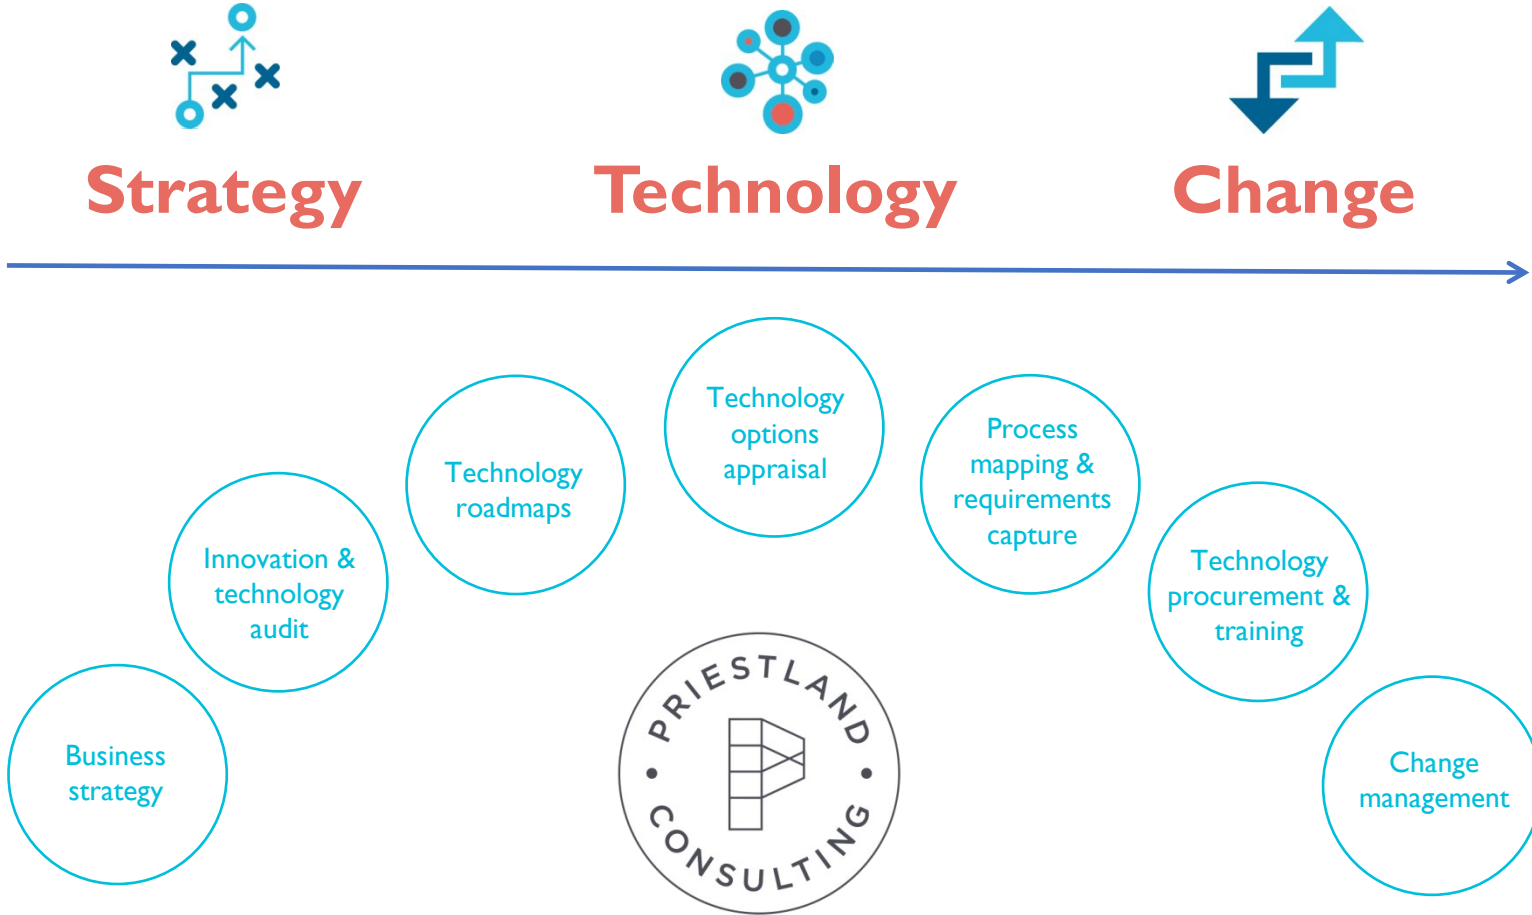 Strategy
Technology
Change
Business
strategy
Innovation &
technology
audit
Technology
roadmaps
Technology
options
appraisal
Process
mapping &
requirements
capture
Technology
procurement &
training
Change
management
PRIESTLAND
CONSULTING